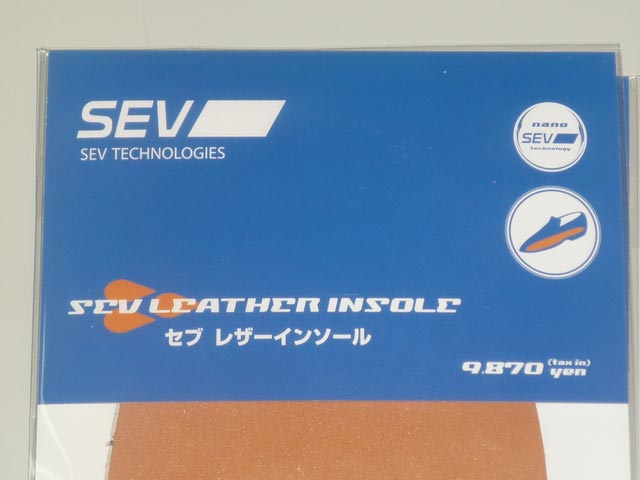 SEV
SEV TECHNOLOGIES
nano
SEV
technology
SEV LEATHER INSOLE
セブ レザーインソール
9.870 (tax in) yen